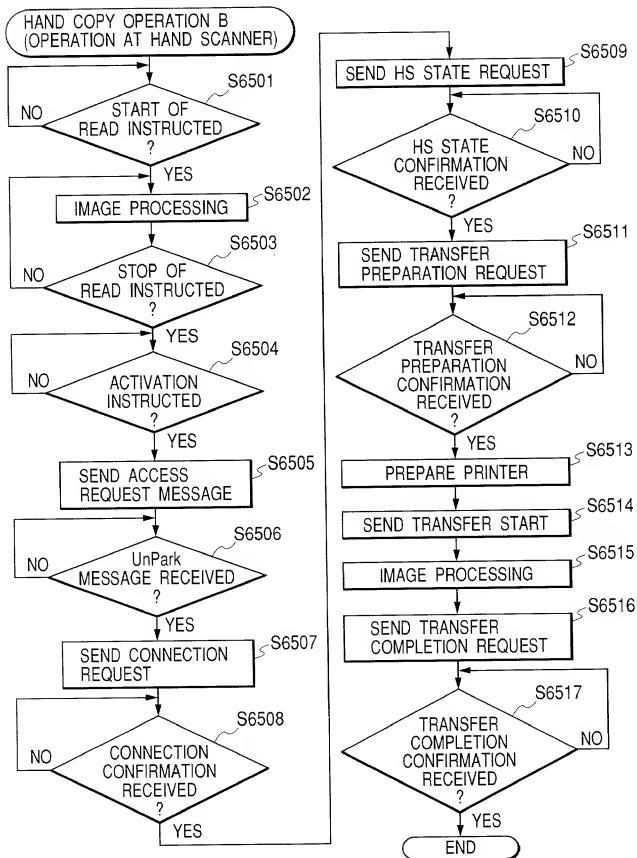 HAND COPY OPERATION B
(OPERATION AT HAND SCANNER)
S6501
START OF
READ INSTRUCTED
?
NO
YES
IMAGE PROCESSING
S6502
S6503
STOP OF
READ INSTRUCTED
?
NO
YES
S6504
ACTIVATION
INSTRUCTED
?
NO
YES
SEND ACCESS
REQUEST MESSAGE
S6505
S6506
UnPark
MESSAGE RECEIVED
?
NO
YES
SEND CONNECTION
REQUEST
S6507
S6508
CONNECTION
CONFIRMATION
RECEIVED
?
NO
YES
SEND HS STATE REQUEST
S6509
S6510
HS STATE
CONFIRMATION
RECEIVED
?
NO
YES
SEND TRANSFER
PREPARATION REQUEST
S6511
S6512
TRANSFER
PREPARATION
CONFIRMATION
RECEIVED
?
NO
YES
PREPARE PRINTER
S6513
SEND TRANSFER START
S6514
IMAGE PROCESSING
S6515
SEND TRANSFER
COMPLETION REQUEST
S6516
S6517
TRANSFER
COMPLETION
CONFIRMATION
RECEIVED
?
NO
YES
END